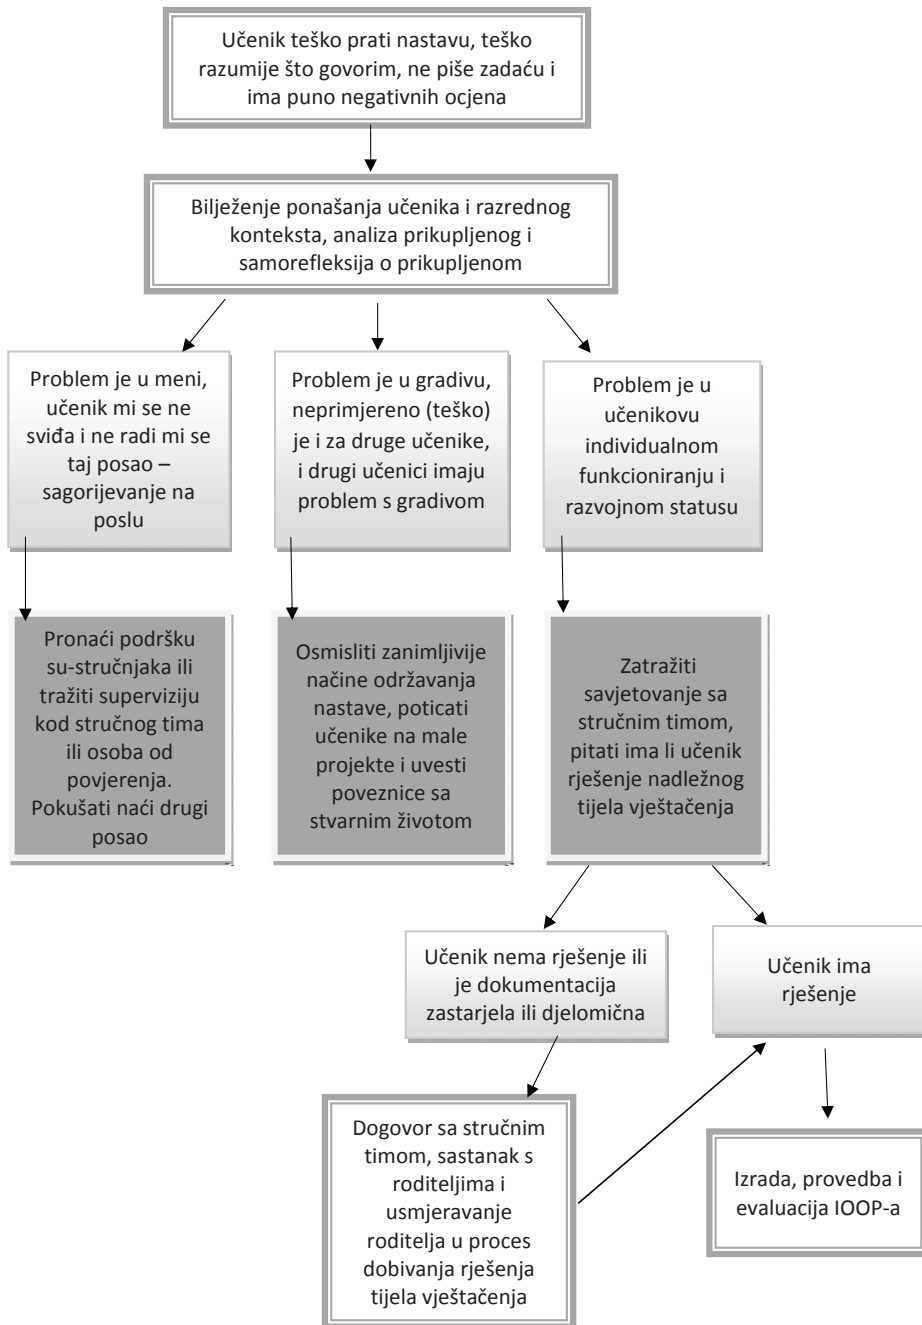 Učenik teško prati nastavu, teško
razumije što govorim, ne piše zadaću i
ima puno negativnih ocjena
Bilježenje ponašanja učenika i razrednog
konteksta, analiza prikupljenog i
samorefleksija o prikupljenom
Problem je u meni,
učenik mi se ne
sviđa i ne radi mi se
taj posao –
sagorijevanje na
poslu
Problem je u gradivu,
neprimjereno (teško)
je i za druge učenike,
i drugi učenici imaju
problem s gradivom
Problem je u
učenikovu
individualnom
funkcioniranju i
razvojnom statusu
Pronaći podršku
su-stručnjaka ili
tražiti superviziju
kod stručnog tima
ili osoba od
povjerenja.
Pokušati naći drugi
posao
Osmisliti zanimljivije
načine održavanja
nastave, poticati
učenike na male
projekte i uvesti
poveznice sa
stvarnim životom
Zatražiti
savjetovanje sa
stručnim timom,
pitati ima li učenik
rješenje nadležnog
tijela vještačenja
Učenik nema rješenje ili
je dokumentacija
zastarjela ili djelomična
Učenik ima
rješenje
Dogovor sa stručnim
timom, sastanak s
roditeljima i
usmjeravanje
roditelja u proces
dobivanja rješenja
tijela vještačenja
Izrada, provedba i
evaluacija IOOP-a